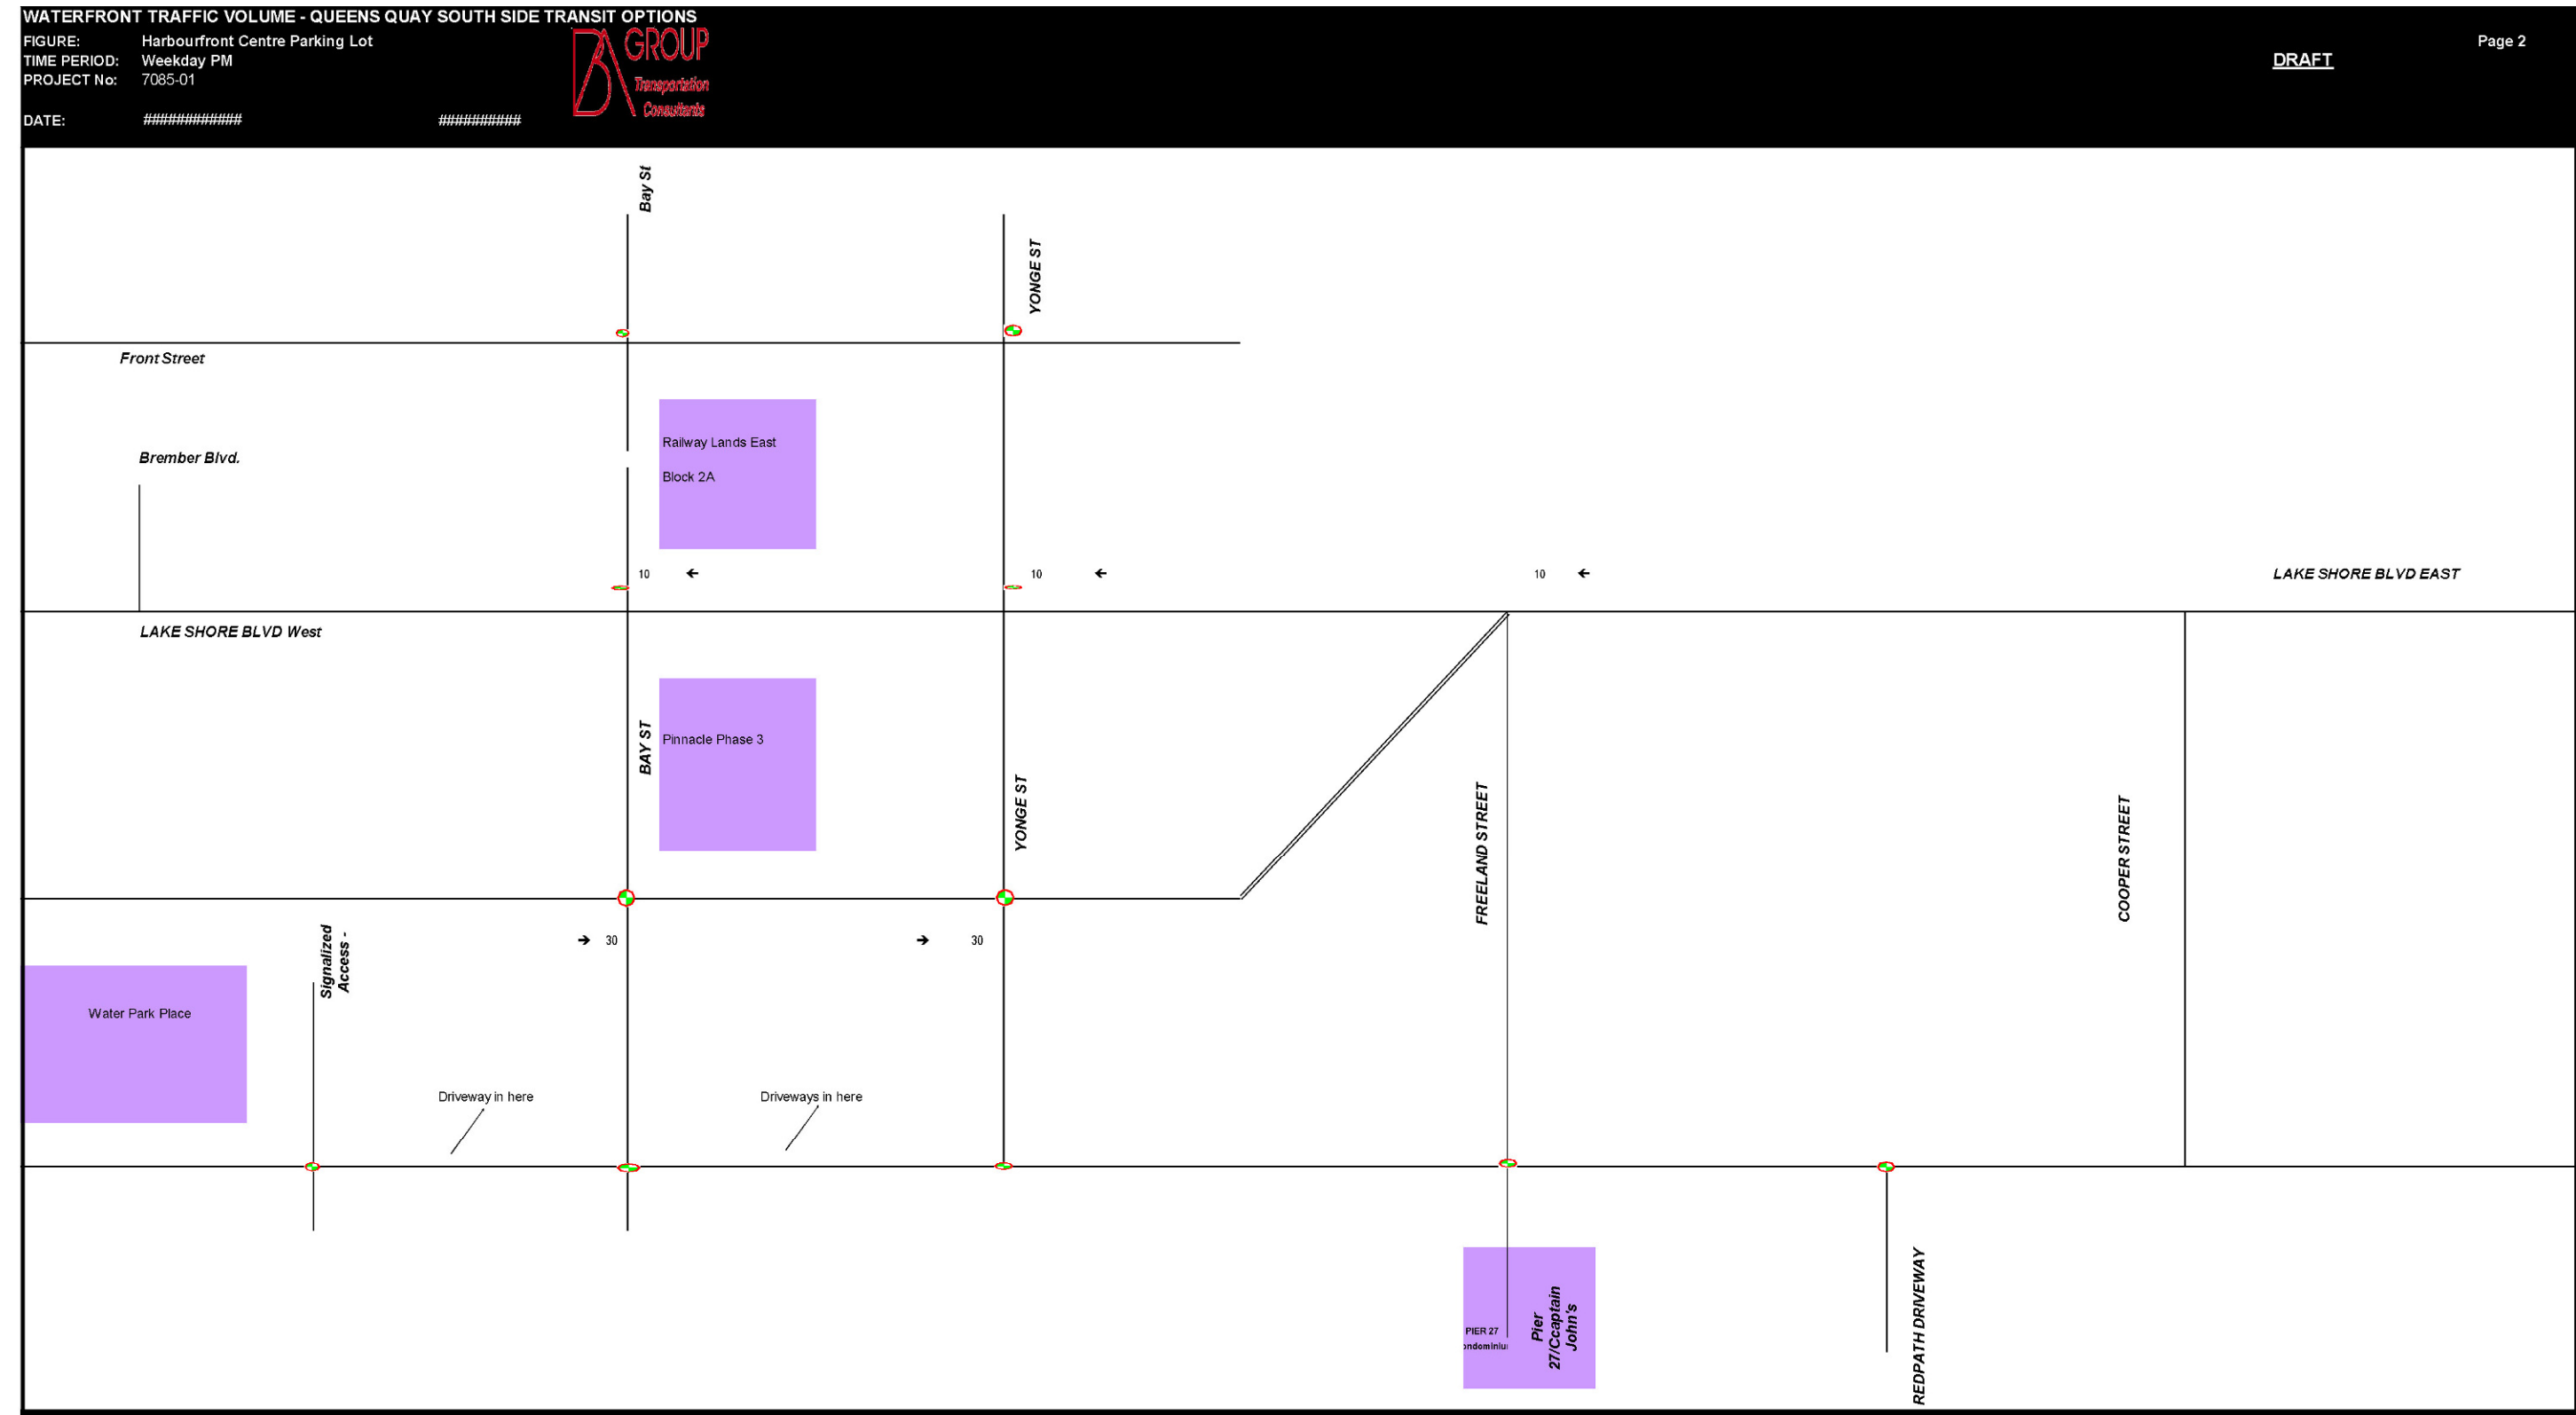 WATERFRONT TRAFFIC VOLUME - QUEENS QUAY SOUTH SIDE TRANSIT OPTIONS
FIGURE: Harbourfront Centre Parking Lot
TIME PERIOD: Weekday PM
PROJECT No: 7085-01
DATE: ############ ##########
BA GROUP
Transportation
Consultants
DRAFT
Page 2
Bay St
YONGE ST
Front Street
Brember Blvd.
Railway Lands East
Block 2A
10 ←
10 ←
10 ←
LAKE SHORE BLVD EAST
LAKE SHORE BLVD West
BAY ST
Pinnacle Phase 3
YONGE ST
FREELAND STREET
COOPER STREET
→ 30
→ 30
Signalized
Access -
Water Park Place
Driveway in here
Driveways in here
PIER 27
ondominiu
Pier
27/Ccaptain
John's
REDPATH DRIVEWAY